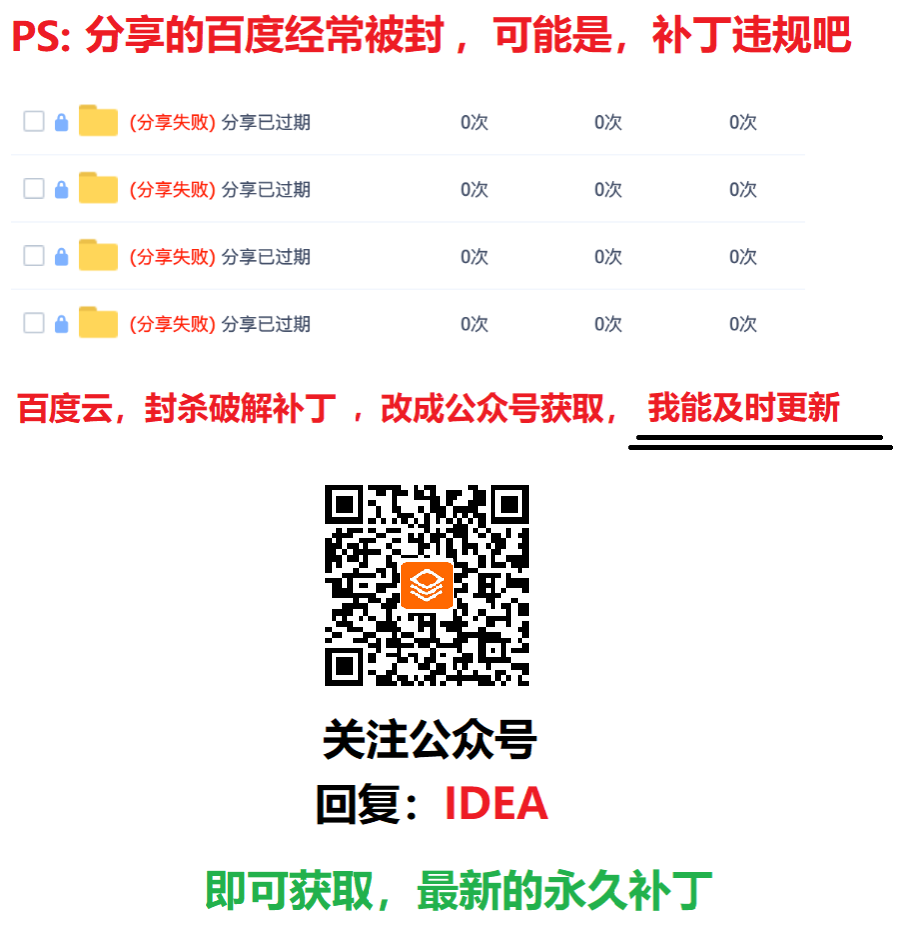 PS: 分享的百度经常被封 ，可能是，补丁违规吧
(分享失败) 分享已过期 0次 0次 0次
(分享失败) 分享已过期 0次 0次 0次
(分享失败) 分享已过期 0次 0次 0次
(分享失败) 分享已过期 0次 0次 0次
百度云，封杀破解补丁 ，改成公众号获取， 我能及时更新
关注公众号
回复：IDEA
即可获取，最新的永久补丁